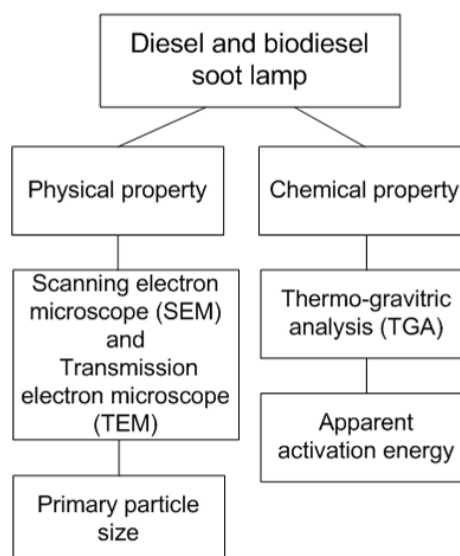 Diesel and biodiesel
soot lamp
Physical property
Chemical property
Scanning electron
microscope (SEM)
and
Transmission
electron microscope
(TEM)
Thermo-gravitric
analysis (TGA)
Apparent
activation energy
Primary particle
size